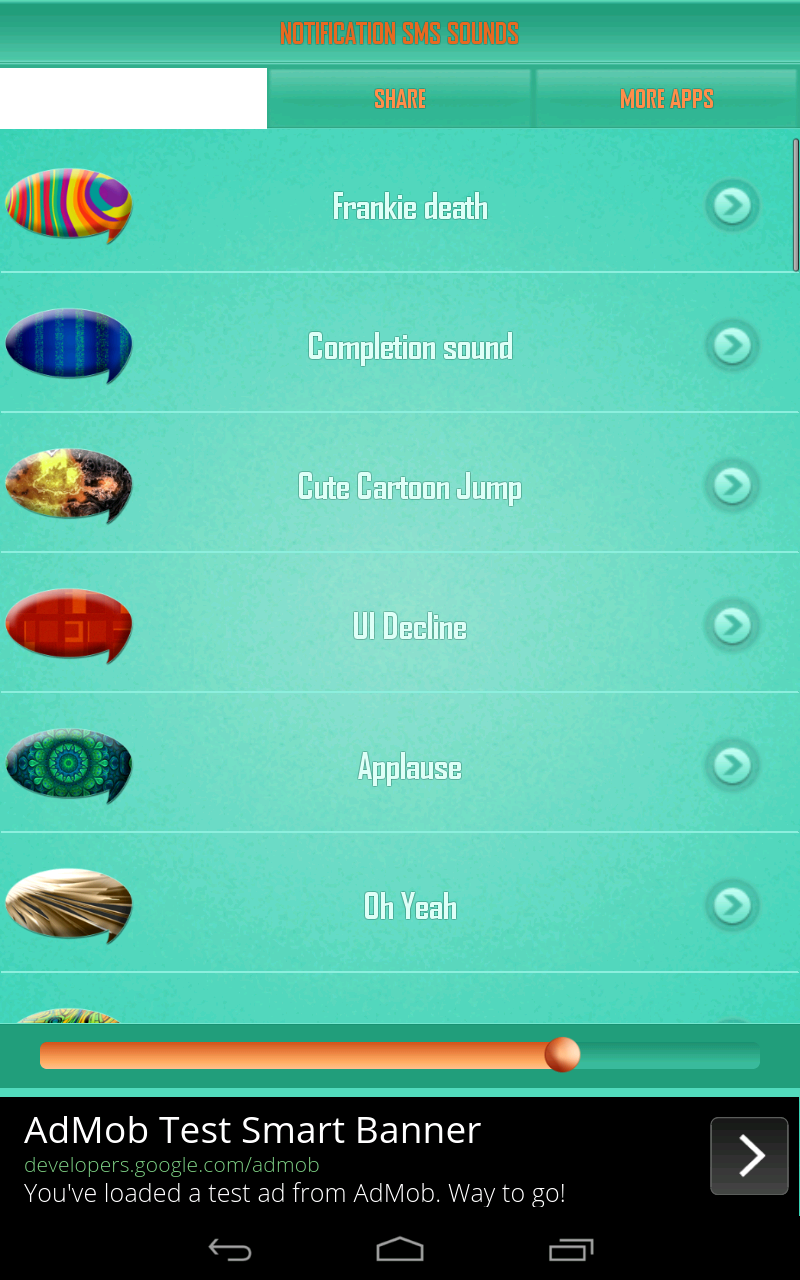 NOTIFICATION SMS SOUNDS
SHARE
MORE APPS
Frankie death
Completion sound
Cute Cartoon Jump
UI Decline
Applause
Oh Yeah
AdMob Test Smart Banner
developers.google.com/admob
You've loaded a test ad from AdMob. Way to go!